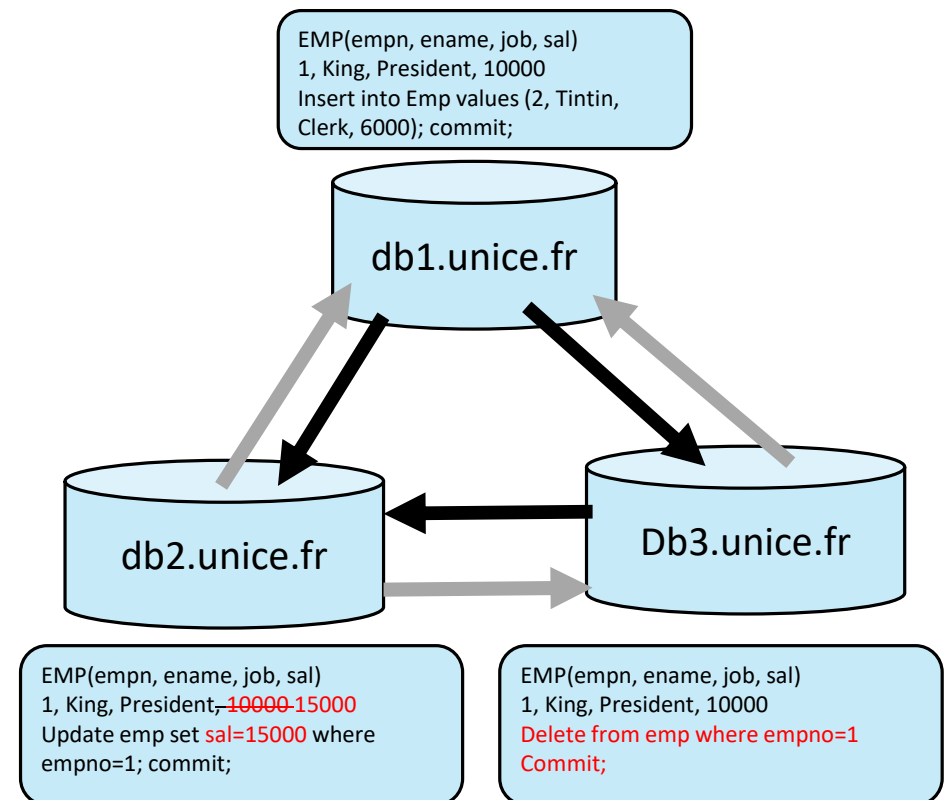 EMP(empn, ename, job, sal)
1, King, President, 10000
Insert into Emp values (2, Tintin,
Clerk, 6000); commit;
db1.unice.fr
db2.unice.fr
Db3.unice.fr
EMP(empn, ename, job, sal)
1, King, President, 10000 15000
Update emp set sal=15000 where
empno=1; commit;
EMP(empn, ename, job, sal)
1, King, President, 10000
Delete from emp where empno=1
Commit;